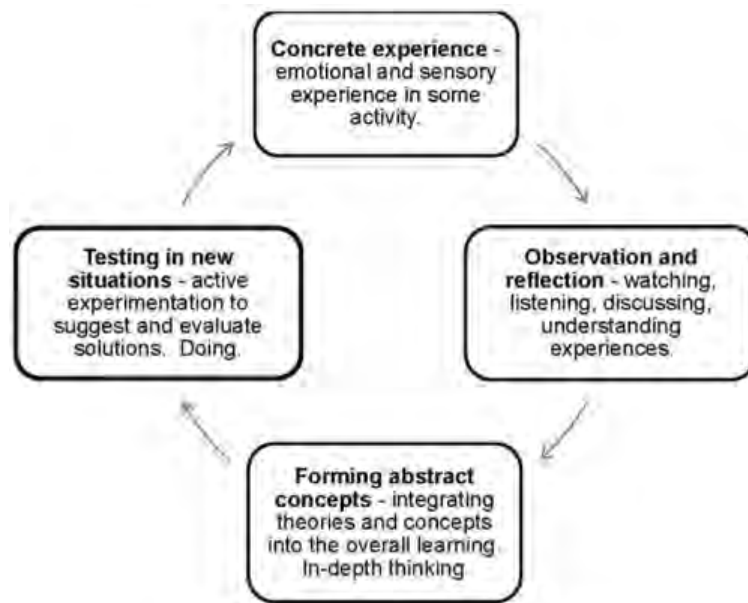 Concrete experience -
emotional and sensory
experience in some
activity.
Testing in new
situations - active
experimentation to
suggest and evaluate
solutions. Doing.
Observation and
reflection - watching,
listening, discussing,
understanding
experiences.
Forming abstract
concepts - integrating
theories and concepts
into the overall learning.
In-depth thinking